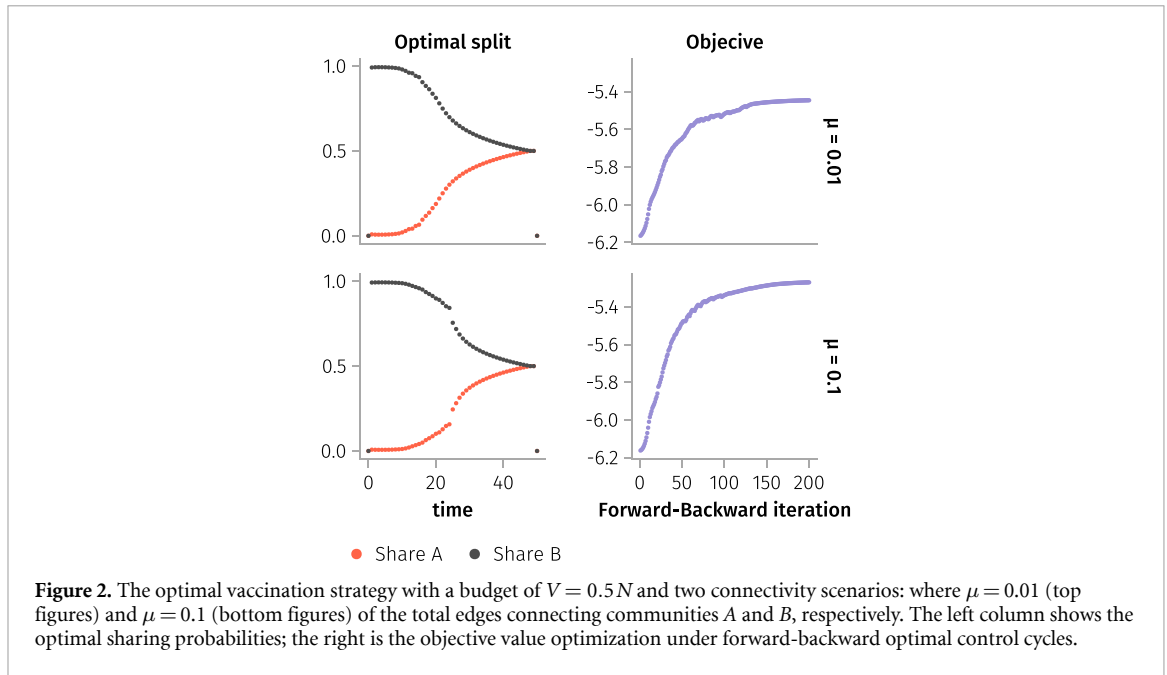 Optimal split
Objecive
1.0
0.5
0.0
-5.4
-5.6
-5.8
-6.0
-6.2
μ = 0.01
1.0
0.5
0.0
0 20 40
time
-5.4
-5.6
-5.8
-6.0
-6.2
0 50 100 150 200
Forward-Backward iteration
μ = 0.1
Share A Share B
Figure 2. The optimal vaccination strategy with a budget of V = 0.5N and two connectivity scenarios: where μ = 0.01 (top
figures) and μ = 0.1 (bottom figures) of the total edges connecting communities A and B, respectively. The left column shows the
optimal sharing probabilities; the right is the objective value optimization under forward-backward optimal control cycles.